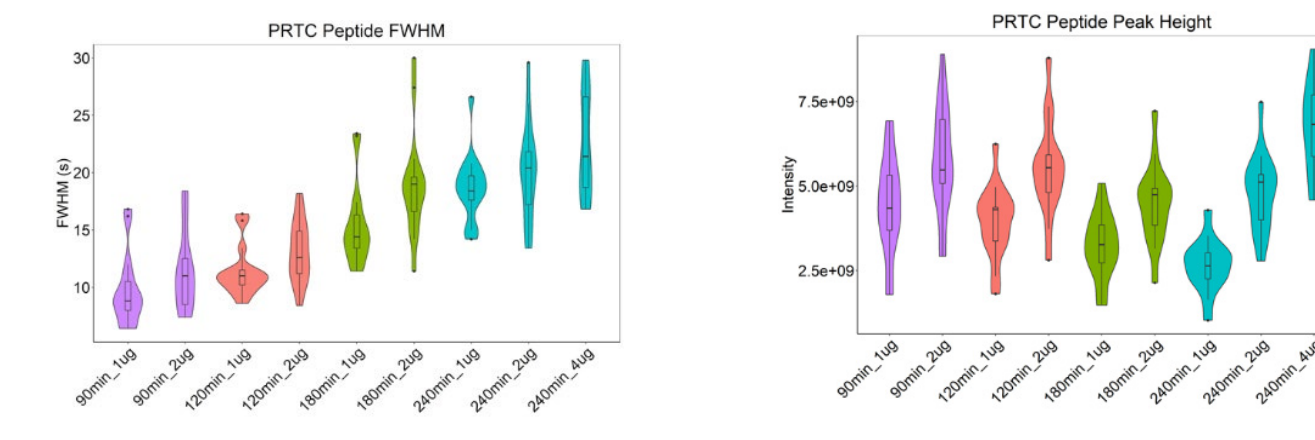 PRTC Peptide FWHM
30
25
20
15
10
FWHM (s)
90min_1ug
90min_2ug
120min_1ug
120min_2ug
180min_1ug
180min_2ug
240min_1ug
240min_2ug
240min_4ug
PRTC Peptide Peak Height
7.5e+09
5.0e+09
2.5e+09
Intensity
90min_1ug
90min_2ug
120min_1ug
120min_2ug
180min_1ug
180min_2ug
240min_1ug
240min_2ug
240min_4ug